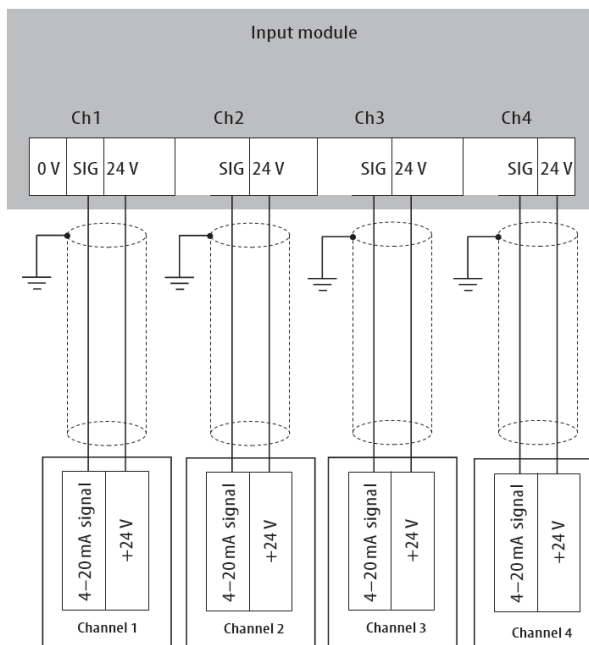 Input module
Ch1 Ch2 Ch3 Ch4
0 V SIG 24 V SIG 24 V SIG 24 V SIG 24 V
4–20 mA signal +24 V 4–20 mA signal +24 V 4–20 mA signal +24 V 4–20 mA signal +24 V
Channel 1 Channel 2 Channel 3 Channel 4